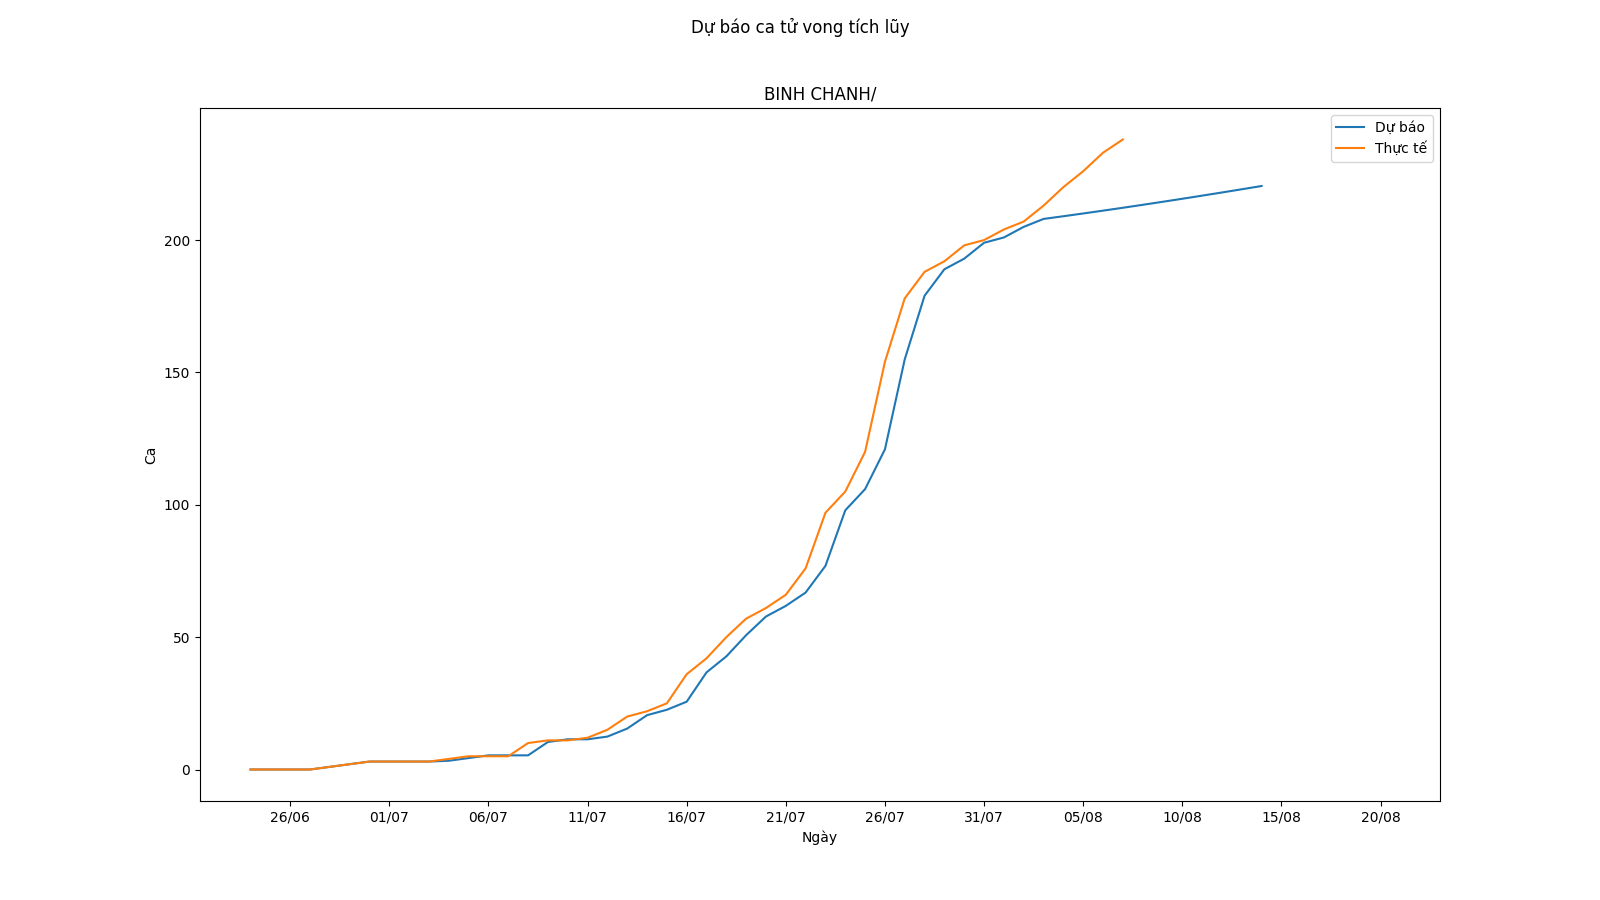 Dự báo ca tử vong tích lũy
BINH CHANH/
Dự báo
Thực tế
200
150
100
50
0
Ca
26/06 01/07 06/07 11/07 16/07 21/07 26/07 31/07 05/08 10/08 15/08 20/08
Ngày